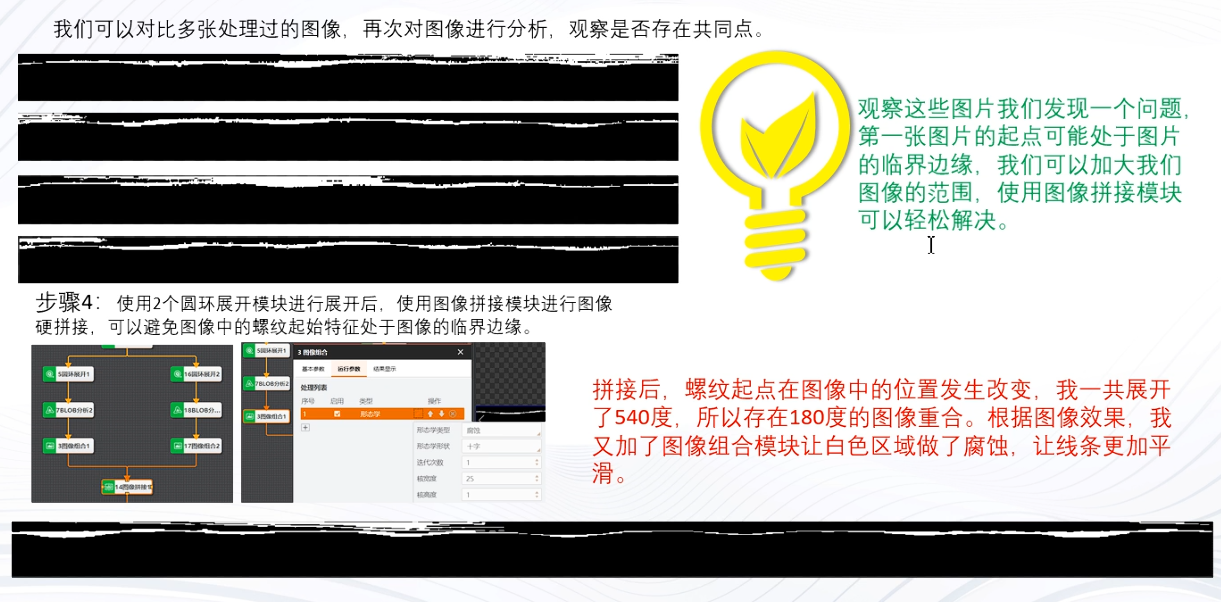 我们可以对比多张处理过的图像，再次对图像进行分析，观察是否存在共同点。
观察这些图片我们发现一个问题，
第一张图片的起点可能处于图片
的临界边缘，我们可以加大我们
图像的范围，使用图像拼接模块
可以轻松解决。
步骤4： 使用2个圆环展开模块进行展开后，使用图像拼接模块进行图像
硬拼接，可以避免图像中的螺纹起始特征处于图像的临界边缘。
5圆环展开1
16圆环展开2
7BLOB分析2
18BLOB分...
3图像组合1
17图像组合2
14图像拼接1
5圆环展开1
7BLOB分析2
3图像组合1
3 图像组合
基本参数 运行参数 结果显示
处理列表
序号 启用 类型 操作
1 形态学
形态学类型 腐蚀
形态学形状 十字
迭代次数 1
核宽度 25
核高度 1
拼接后，螺纹起点在图像中的位置发生改变，我一共展开
了540度，所以存在180度的图像重合。根据图像效果，我
又加了图像组合模块让白色区域做了腐蚀，让线条更加平
滑。